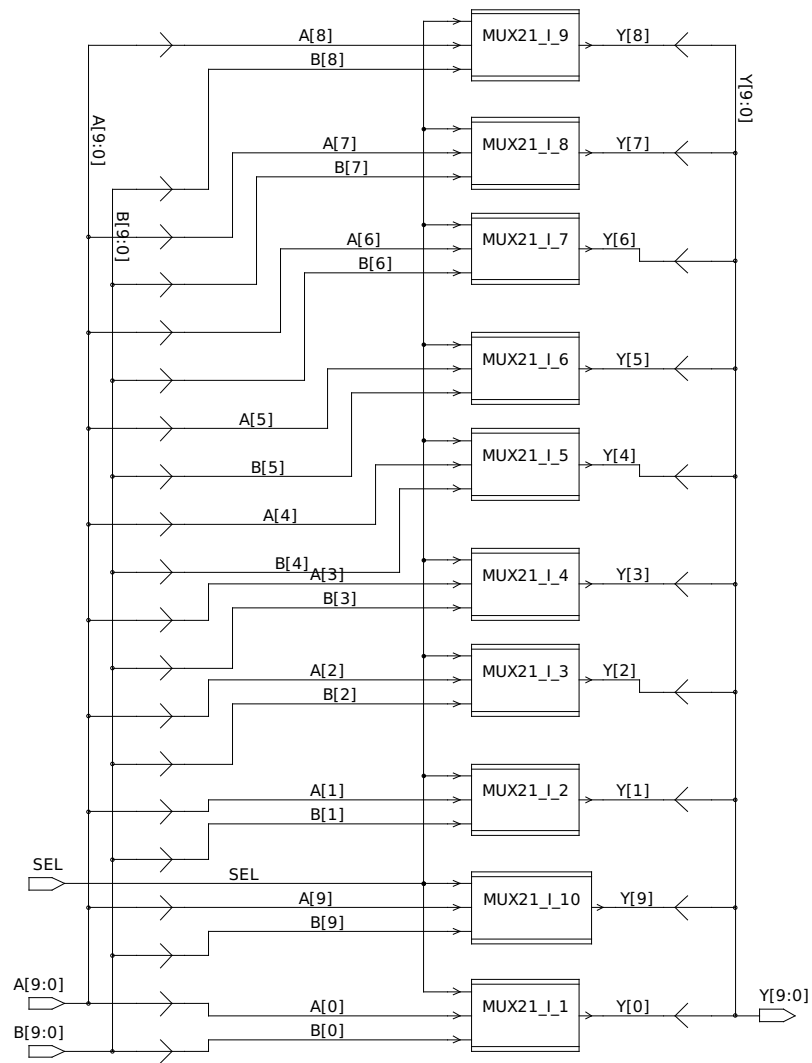 A[8]
MUX21_I_9
Y[8]
B[8]
Y[9:0]
A[9:0]
A[7]
MUX21_I_8
Y[7]
B[7]
B[9:0]
A[6]
MUX21_I_7
Y[6]
B[6]
MUX21_I_6
Y[5]
A[5]
MUX21_I_5
Y[4]
B[5]
A[4]
B[4]
A[3]
MUX21_I_4
Y[3]
B[3]
A[2]
MUX21_I_3
Y[2]
B[2]
A[1]
MUX21_I_2
Y[1]
B[1]
SEL
SEL
A[9]
MUX21_I_10
Y[9]
B[9]
A[9:0]
A[0]
MUX21_I_1
Y[0]
Y[9:0]
B[9:0]
B[0]